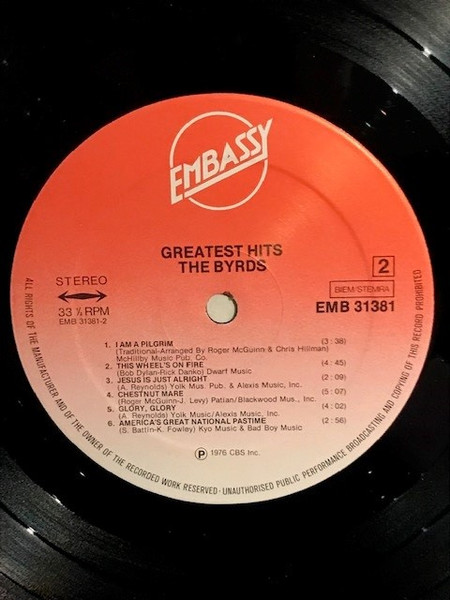 EMBASSY
GREATEST HITS
THE BYRDS
STEREO
33 ⅓ RPM
EMB 31381-2
2
BIEM/STEMRA
EMB 31381
1. I AM A PILGRIM (3 : 38)
(Traditional-Arranged By Roger McGuinn & Chris Hillman)
McHillby Music Pub. Co.
2. THIS WHEEL'S ON FIRE (4 : 45)
(Bob Dylan-Rick Danko) Dwarf Music
3. JESUS IS JUST ALRIGHT (2 : 09)
(A. Reynolds) Yolk Mus. Pub. & Alexis Music, Inc.
4. CHESTNUT MARE (5 : 07)
(Roger McGuinn-J. Levy) Patian/Blackwood Mus., Inc.
5. GLORY, GLORY (4 : 02)
(A. Reynolds) Yolk Music/Alexis Music, Inc.
6. AMERICA'S GREAT NATIONAL PASTIME (2 : 56)
(S. Battin-K. Fowley) Kyo Music & Bad Boy Music
℗ 1976 CBS Inc.
ALL RIGHTS OF THE MANUFACTURER AND OF THE OWNER OF THE RECORDED WORK RESERVED · UNAUTHORISED PUBLIC PERFORMANCE BROADCASTING AND COPYING OF THIS RECORD PROHIBITED